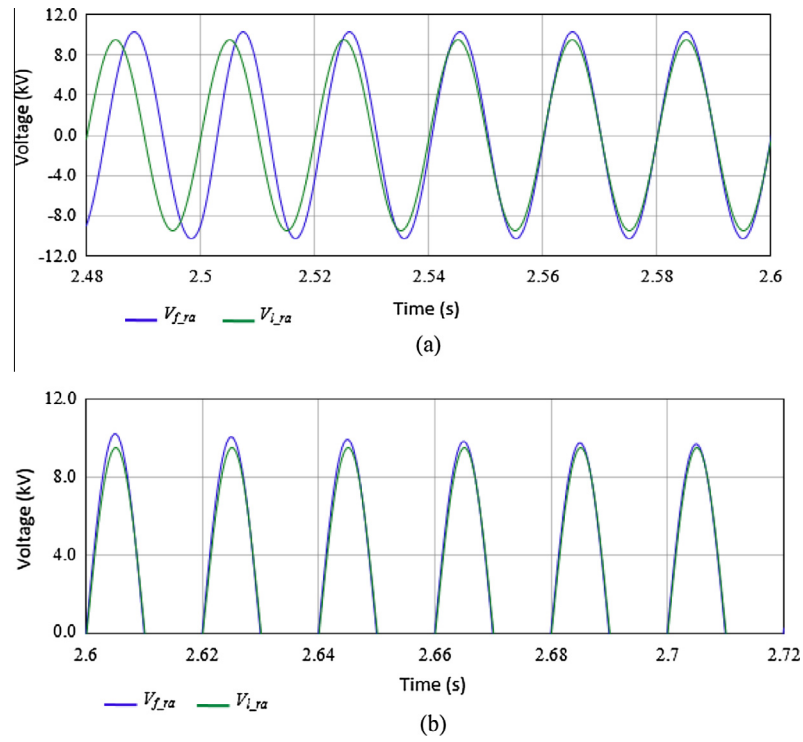 12.0
8.0
4.0
0.0
-4.0
-8.0
-12.0
Voltage (kV)
2.48 2.5 2.52 2.54 2.56 2.58 2.6
Time (s)
Vf_ra Vi_ra
(a)
12.0
8.0
4.0
0.0
Voltage (kV)
2.6 2.62 2.64 2.66 2.68 2.7 2.72
Time (s)
Vf_ra Vi_ra
(b)